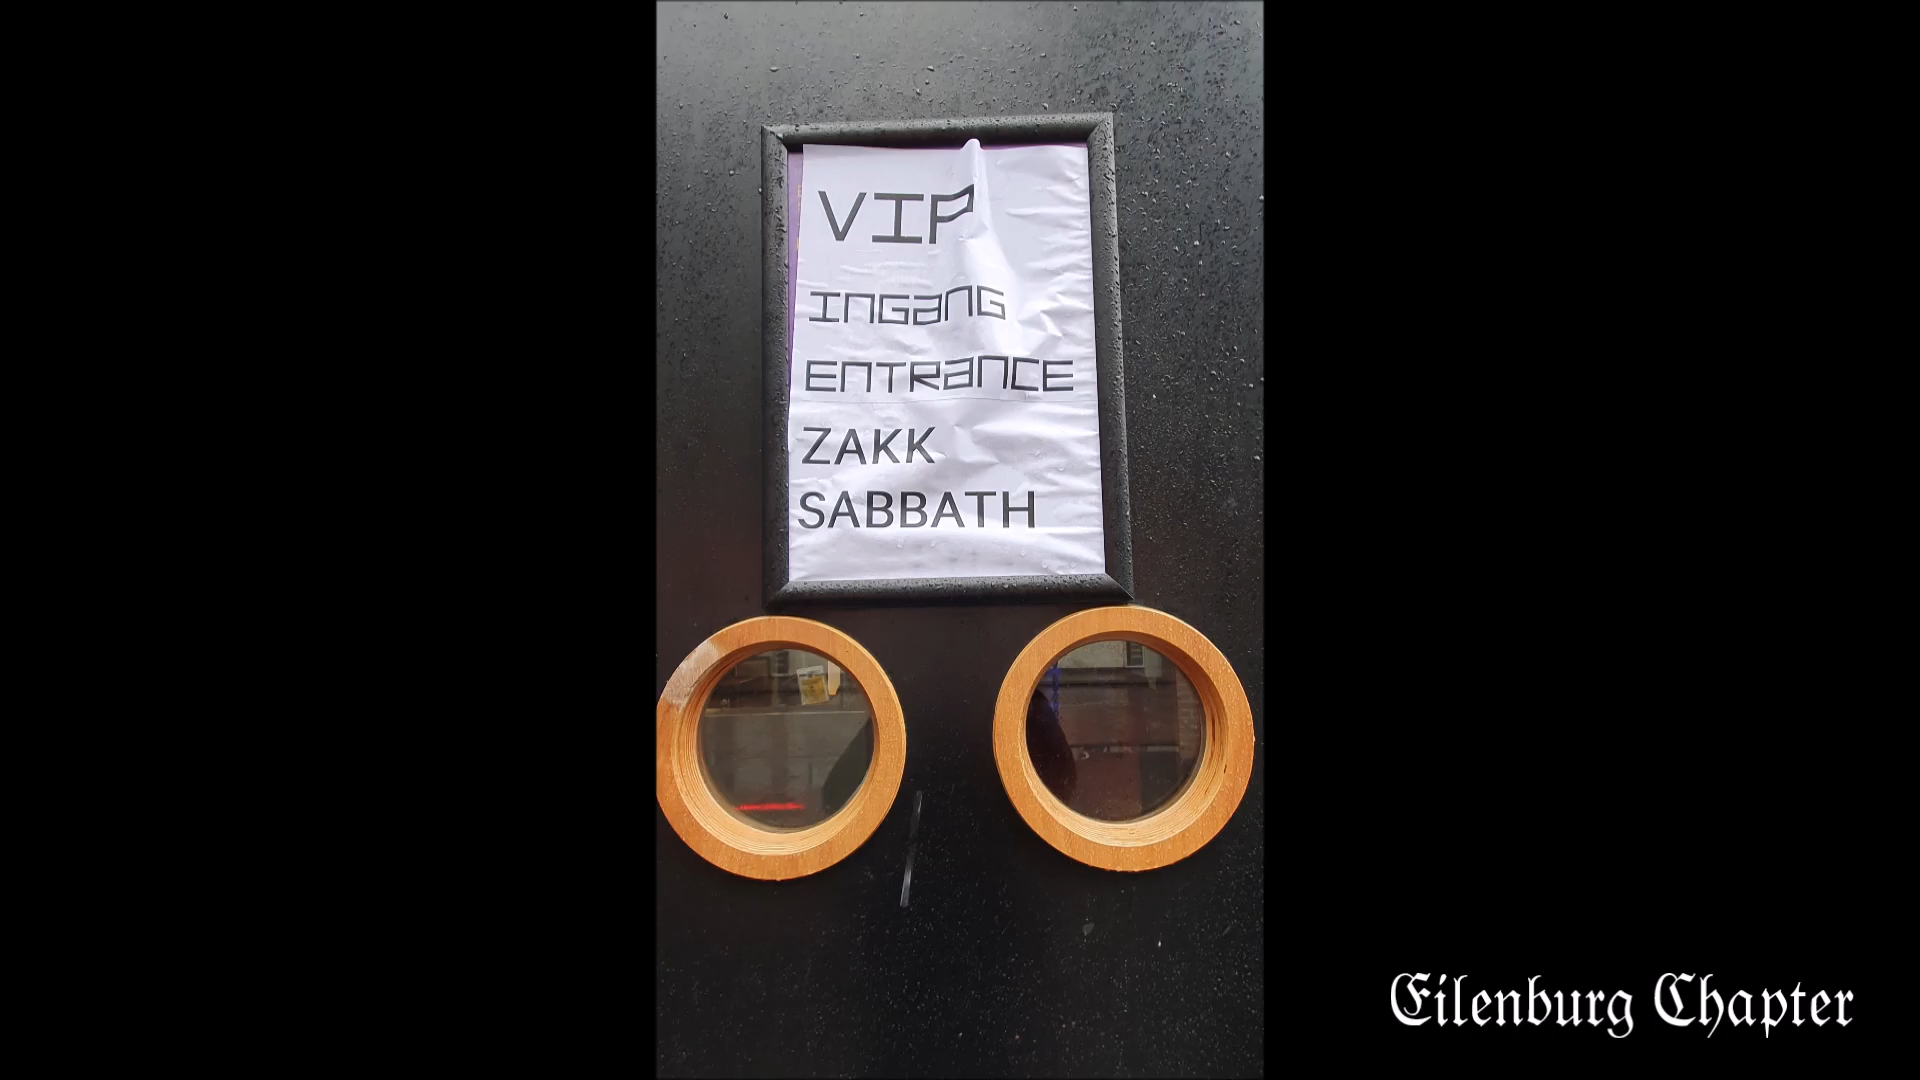 VIP
INGANG
ENTRANCE
ZAKK
SABBATH
Eilenburg Chapter